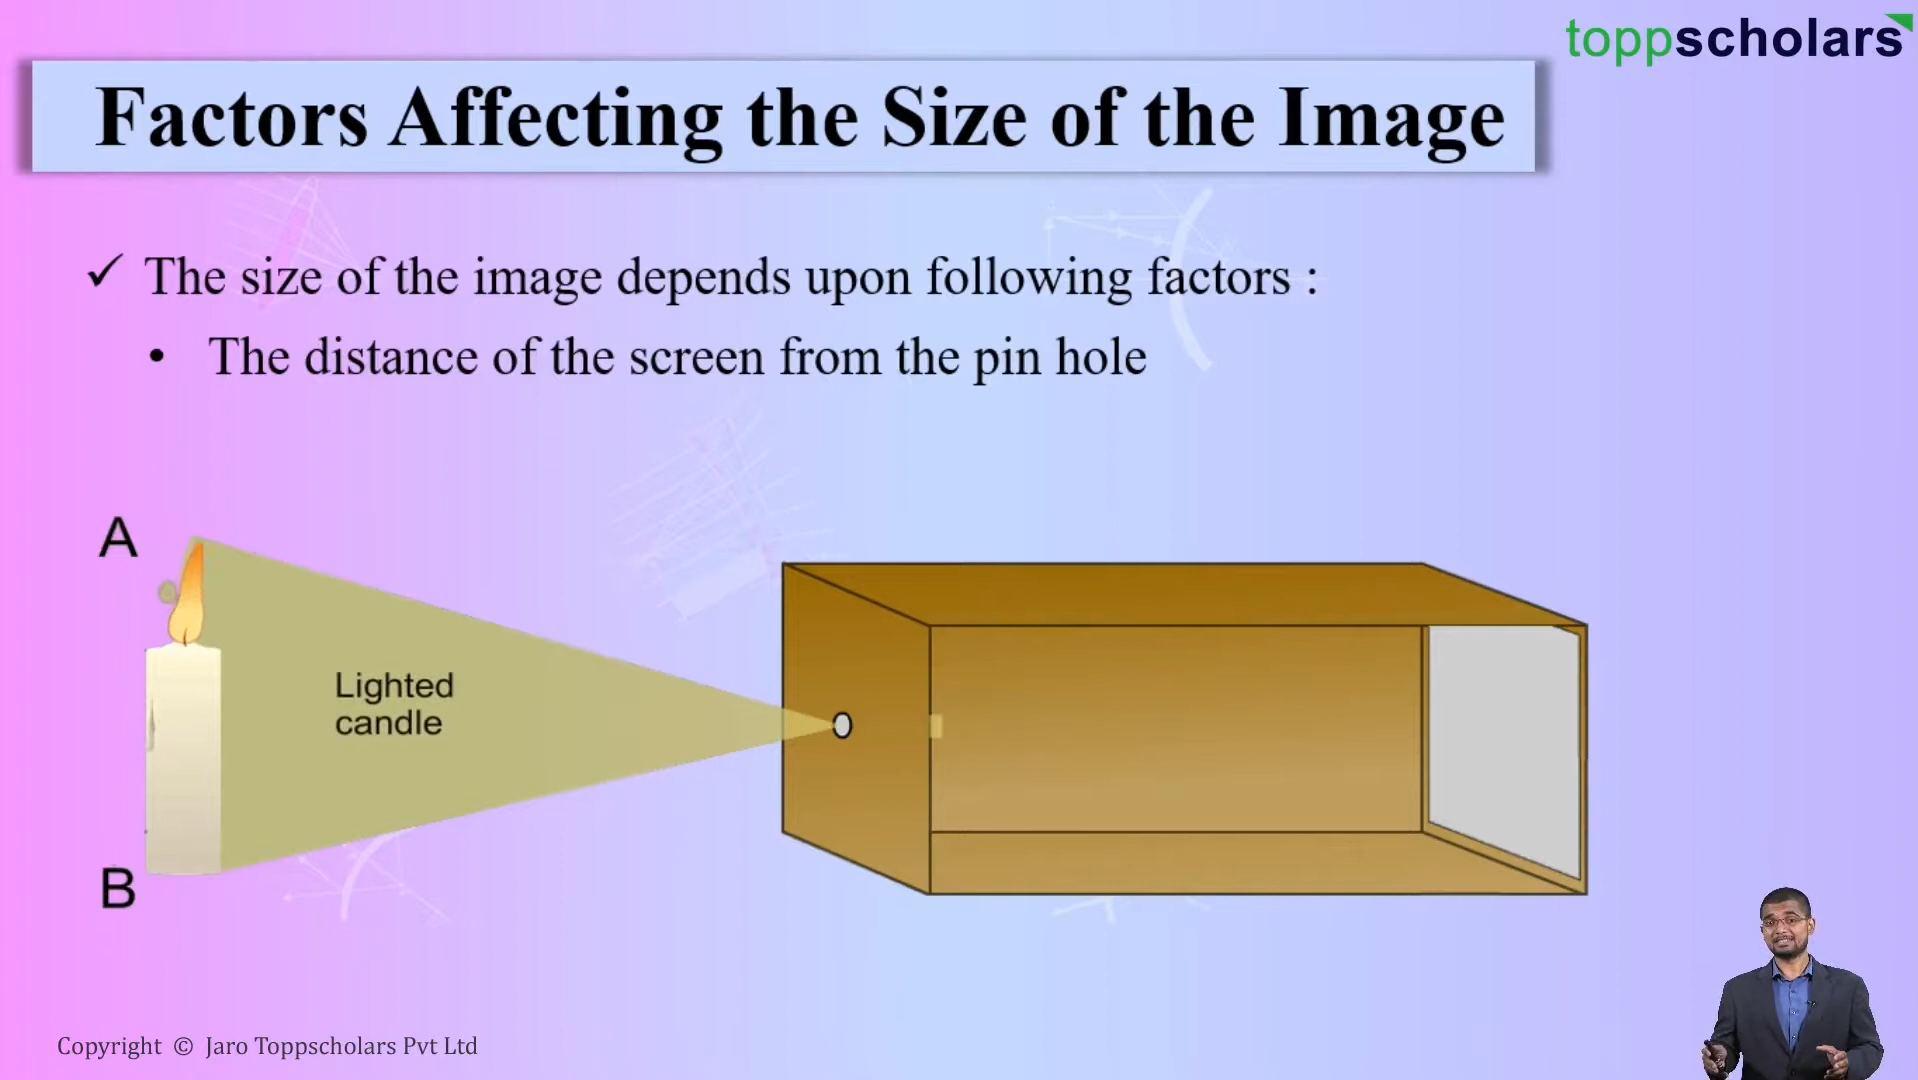 toppscholars
Factors Affecting the Size of the Image
✓ The size of the image depends upon following factors :
• The distance of the screen from the pin hole
A
Lighted
candle
B
Copyright © Jaro Toppscholars Pvt Ltd